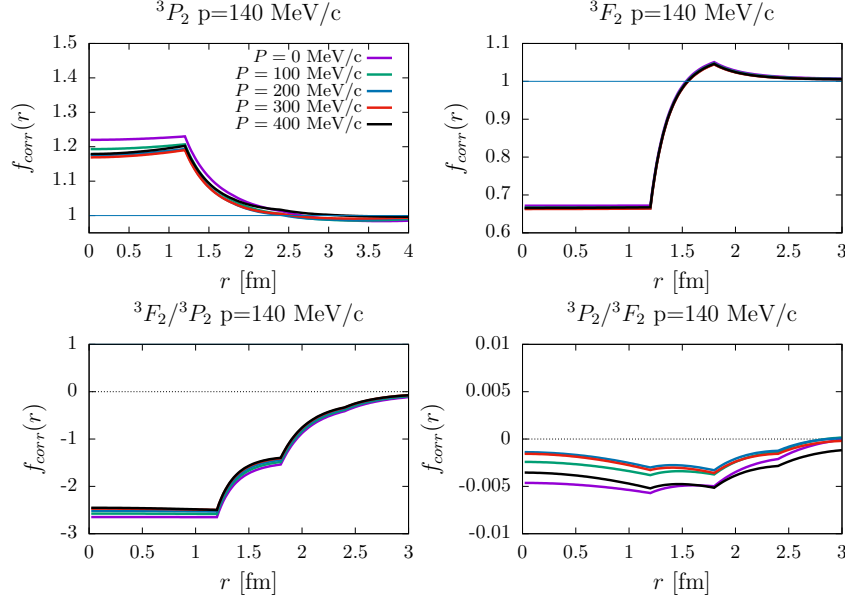 ³P₂ p=140 MeV/c
1.5
1.4
1.3
1.2
1.1
1
f_corr(r)
P = 0 MeV/c
P = 100 MeV/c
P = 200 MeV/c
P = 300 MeV/c
P = 400 MeV/c
0 0.5 1 1.5 2 2.5 3 3.5 4
r [fm]
³F₂ p=140 MeV/c
1.1
1
0.9
0.8
0.7
0.6
f_corr(r)
0 0.5 1 1.5 2 2.5 3
r [fm]
³F₂/³P₂ p=140 MeV/c
1
0
-1
-2
-3
f_corr(r)
0 0.5 1 1.5 2 2.5 3
r [fm]
³P₂/³F₂ p=140 MeV/c
0.01
0.005
0
-0.005
-0.01
f_corr(r)
0 0.5 1 1.5 2 2.5 3
r [fm]